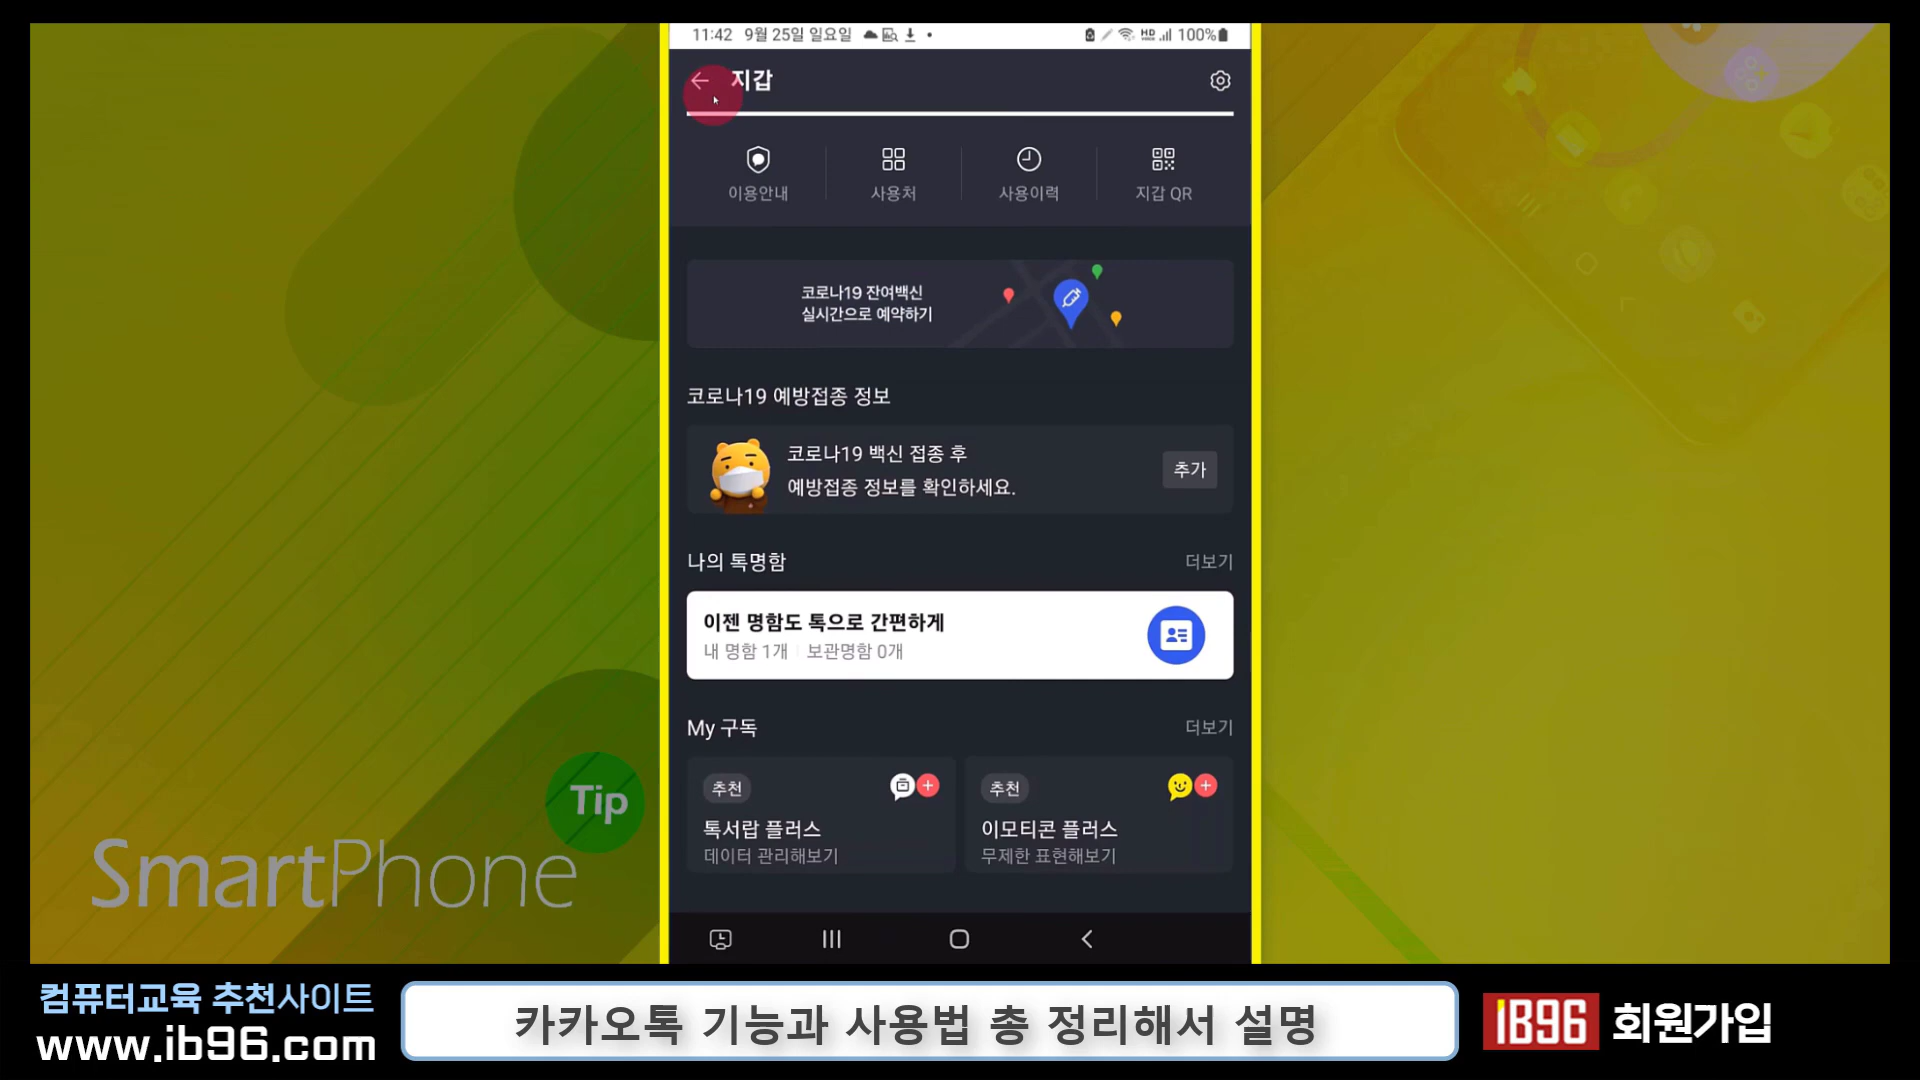 11:42 9월 25일 일요일
HD
100%
지갑
이용안내
사용처
사용이력
지갑 QR
코로나19 잔여백신
실시간으로 예약하기
코로나19 예방접종 정보
코로나19 백신 접종 후
예방접종 정보를 확인하세요.
추가
나의 톡명함
더보기
이젠 명함도 톡으로 간편하게
내 명함 1개 보관명함 0개
My 구독
더보기
추천
톡서랍 플러스
데이터 관리해보기
추천
이모티콘 플러스
무제한 표현해보기
Tip
SmartPhone
컴퓨터교육 추천사이트
www.ib96.com
카카오톡 기능과 사용법 총 정리해서 설명
IB96 회원가입